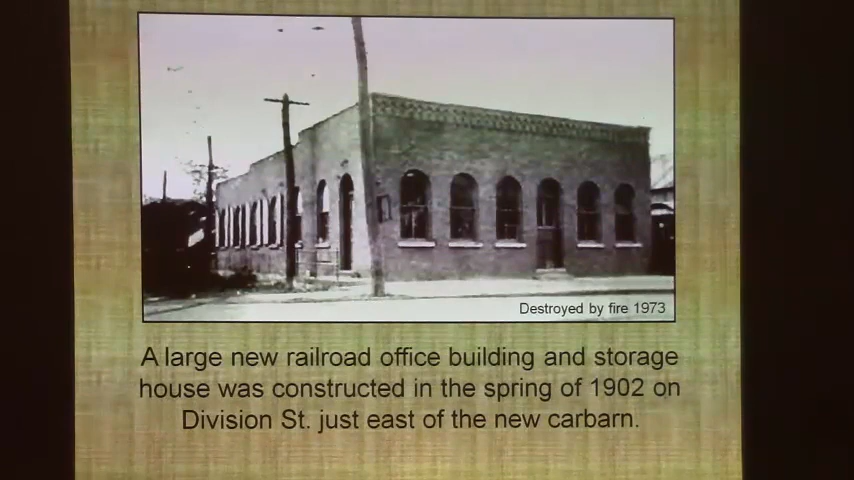 Destroyed by fire 1973
A large new railroad office building and storage
house was constructed in the spring of 1902 on
Division St. just east of the new carbarn.